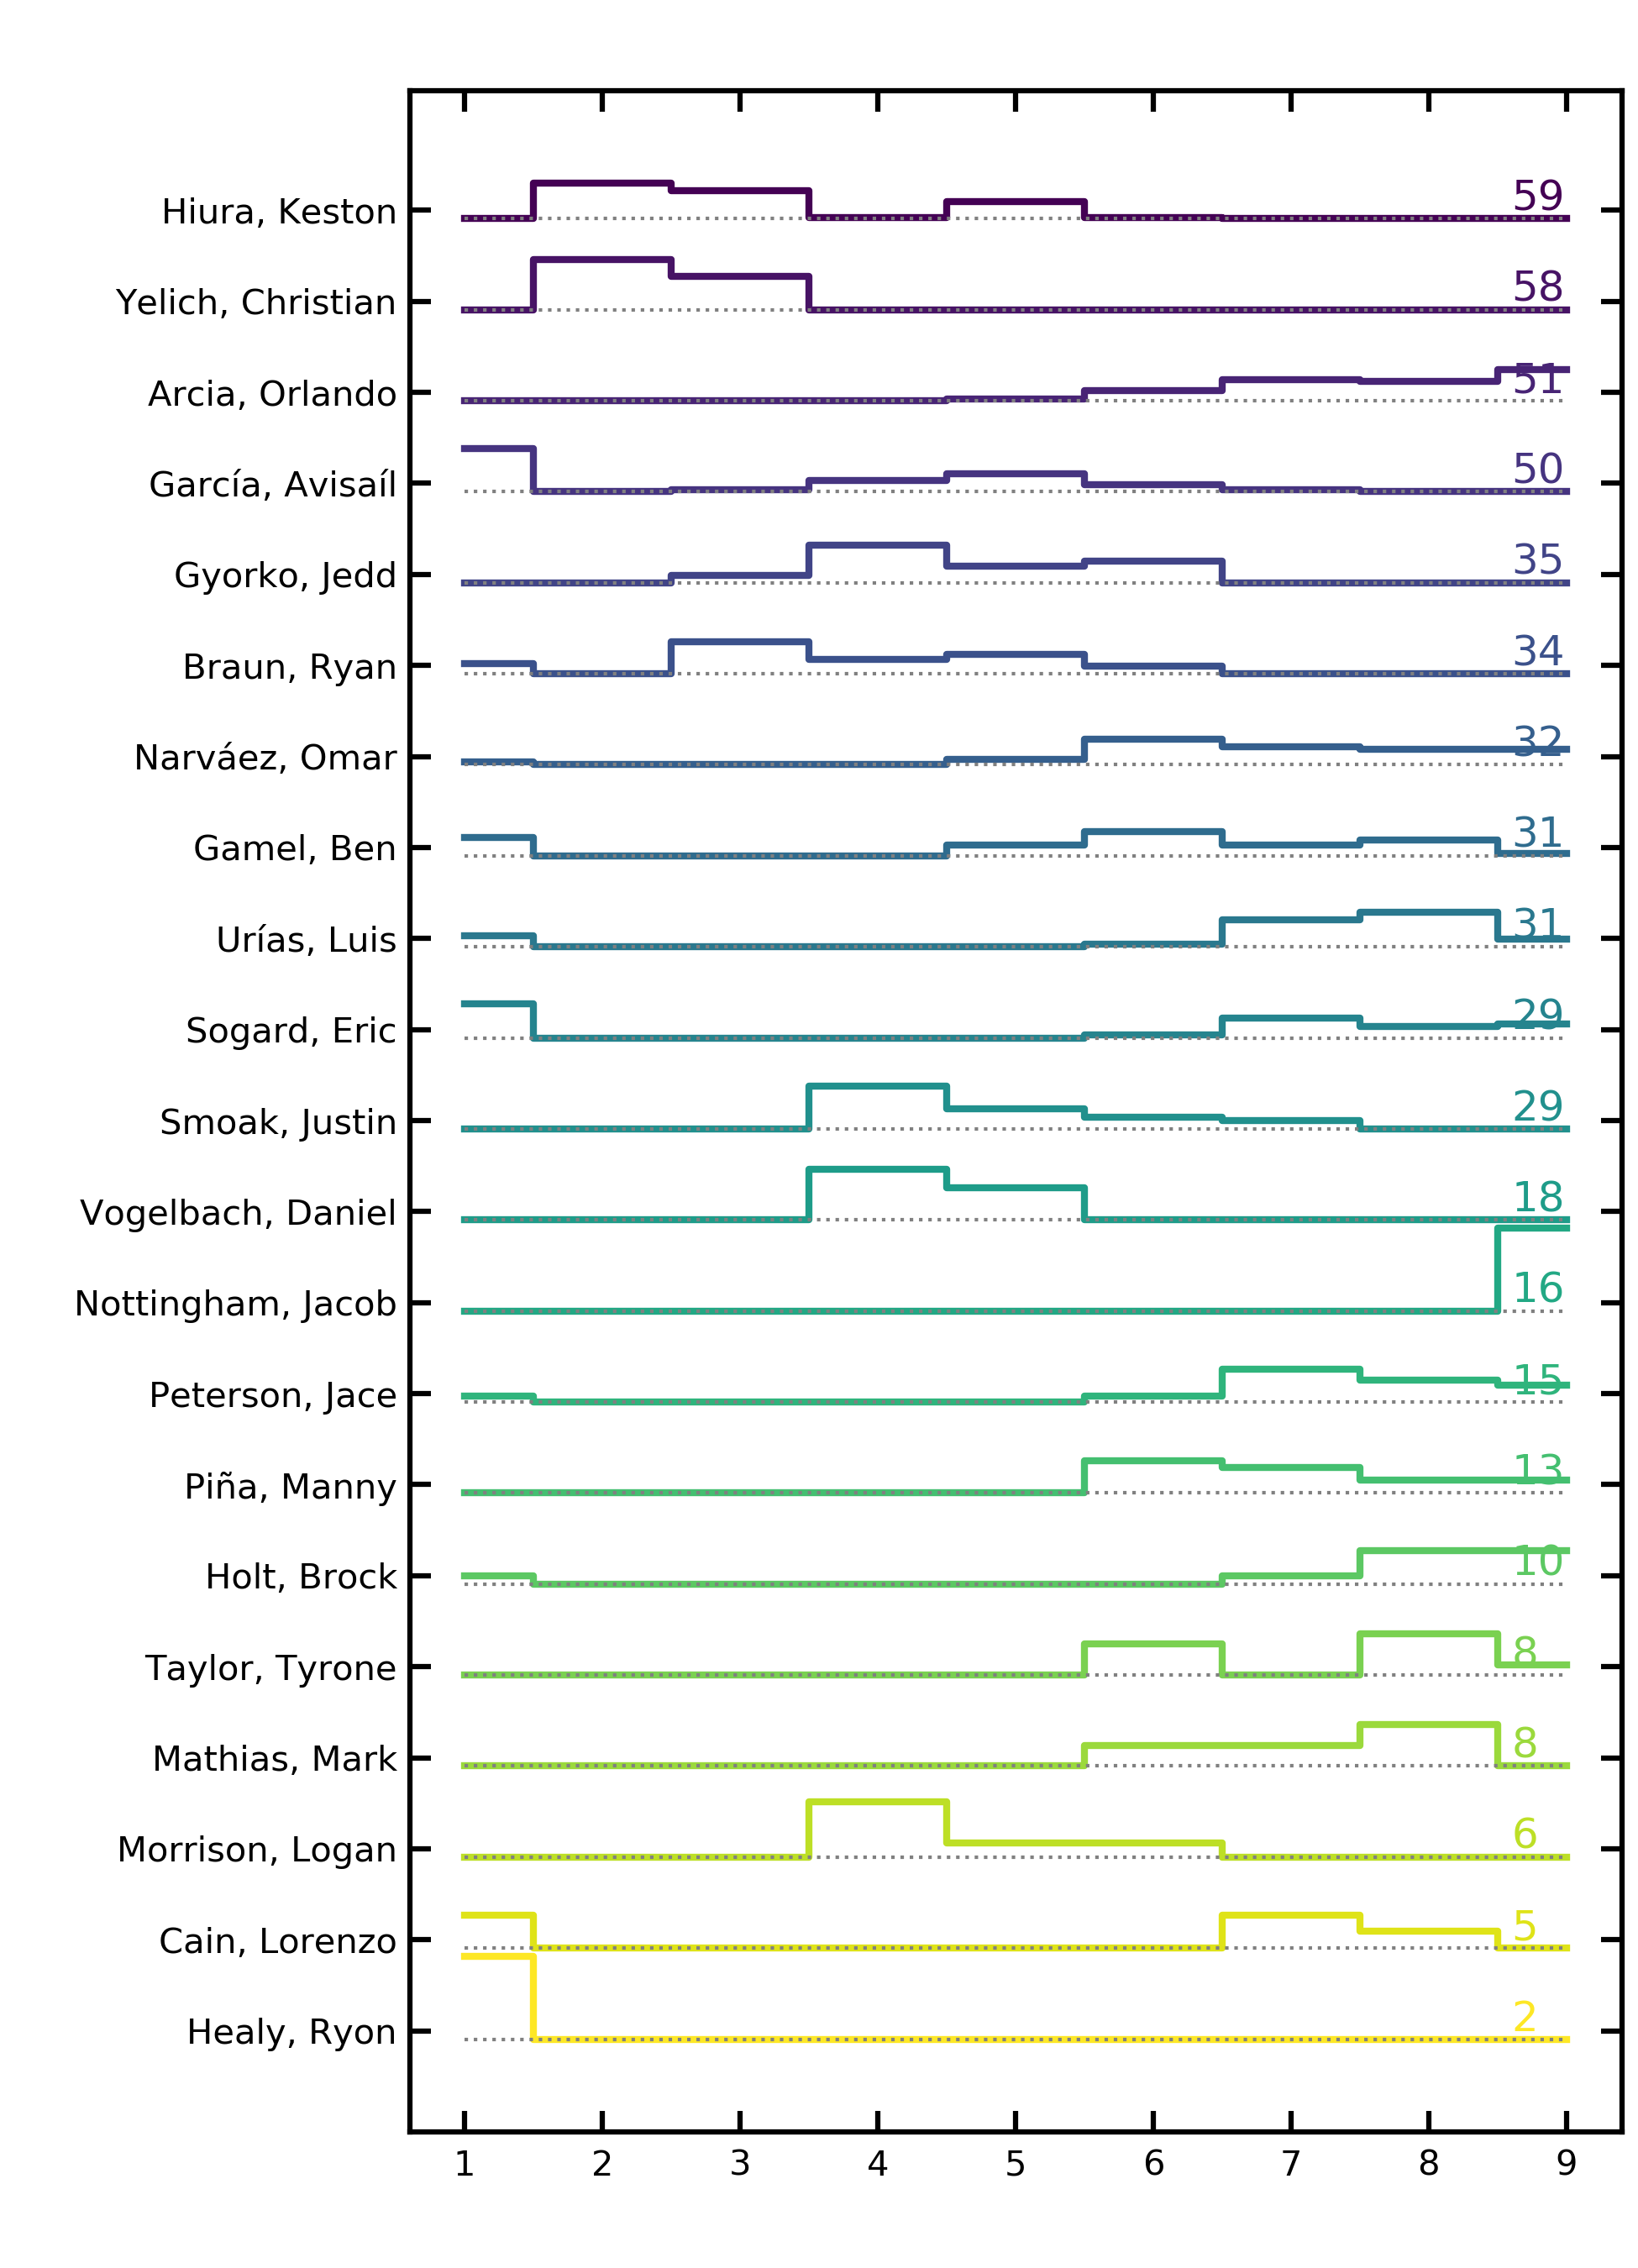 Hiura, Keston 59
Yelich, Christian 58
Arcia, Orlando 51
García, Avisaíl 50
Gyorko, Jedd 35
Braun, Ryan 34
Narváez, Omar 32
Gamel, Ben 31
Urías, Luis 31
Sogard, Eric 29
Smoak, Justin 29
Vogelbach, Daniel 18
Nottingham, Jacob 16
Peterson, Jace 15
Piña, Manny 13
Holt, Brock 10
Taylor, Tyrone 8
Mathias, Mark 8
Morrison, Logan 6
Cain, Lorenzo 5
Healy, Ryon 2
1 2 3 4 5 6 7 8 9